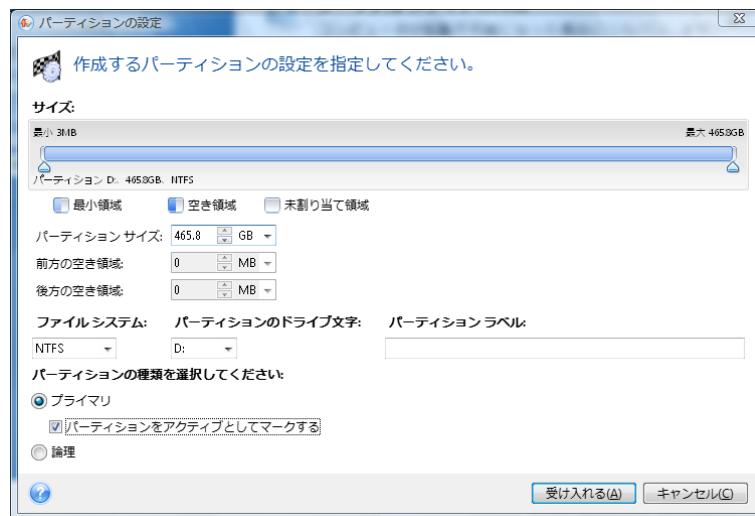 パーティションの設定
作成するパーティションの設定を指定してください。
サイズ:
最小 3MB 最大 465.8GB
パーティション D:、465.8GB、NTFS
最小領域 空き領域 未割り当て領域
パーティション サイズ: 465.8 GB
前方の空き領域: 0 MB
後方の空き領域: 0 MB
ファイル システム: パーティションのドライブ文字: パーティション ラベル:
NTFS D:
パーティションの種類を選択してください:
プライマリ
パーティションをアクティブとしてマークする
論理
受け入れる(A) キャンセル(C)